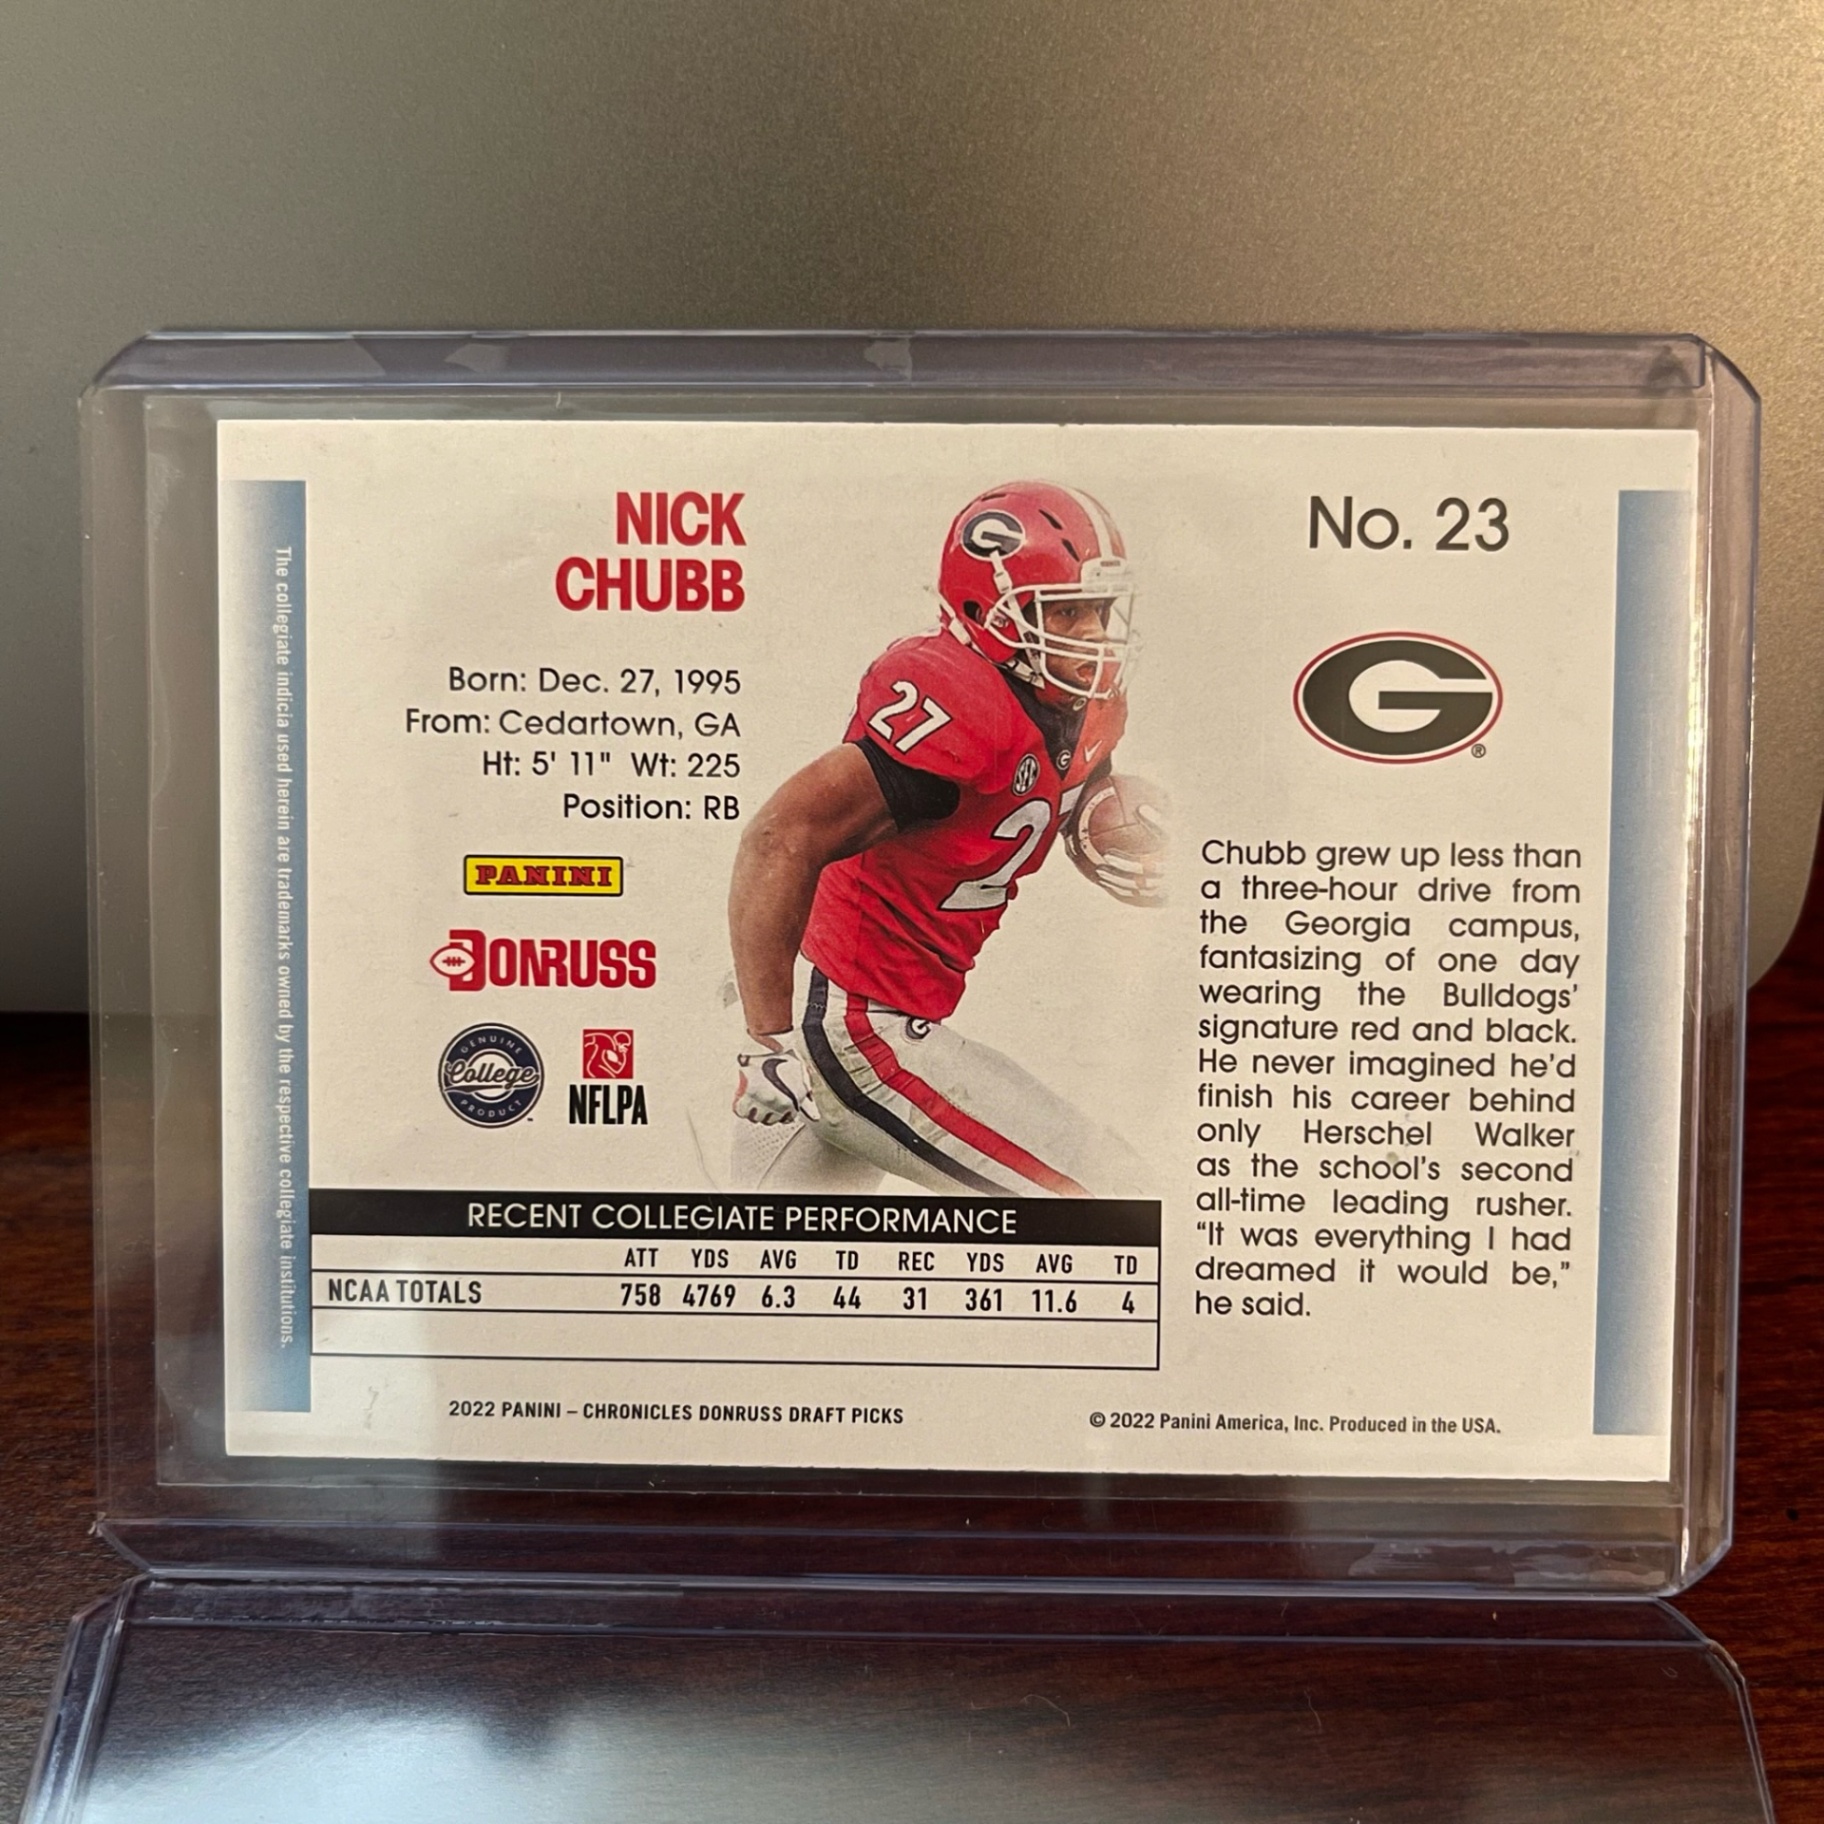 NICK
CHUBB
Born: Dec. 27, 1995
From: Cedartown, GA
Ht: 5' 11" Wt: 225
Position: RB
PANINI
DONRUSS
GENUINE
College
PRODUCT
NFLPA
27
SEC
27
No. 23
G
®
Chubb grew up less than
a three-hour drive from
the Georgia campus,
fantasizing of one day
wearing the Bulldogs’
signature red and black.
He never imagined he’d
finish his career behind
only Herschel Walker
as the school’s second
all-time leading rusher.
“It was everything I had
dreamed it would be,”
he said.
RECENT COLLEGIATE PERFORMANCE
ATT YDS AVG TD REC YDS AVG TD
NCAA TOTALS 758 4769 6.3 44 31 361 11.6 4
2022 PANINI – CHRONICLES DONRUSS DRAFT PICKS
© 2022 Panini America, Inc. Produced in the USA.
The collegiate indicia used herein are trademarks owned by the respective collegiate institutions.